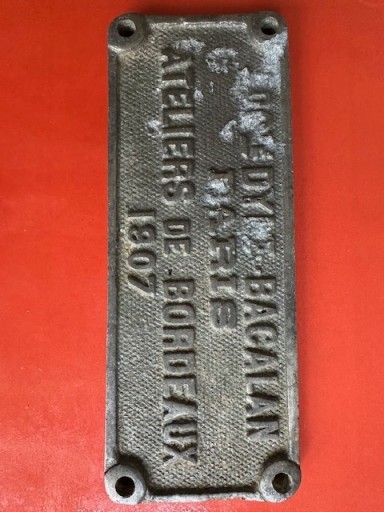 DYLE BACALAN
PARIS
ATELIERS DE BORDEAUX
1907